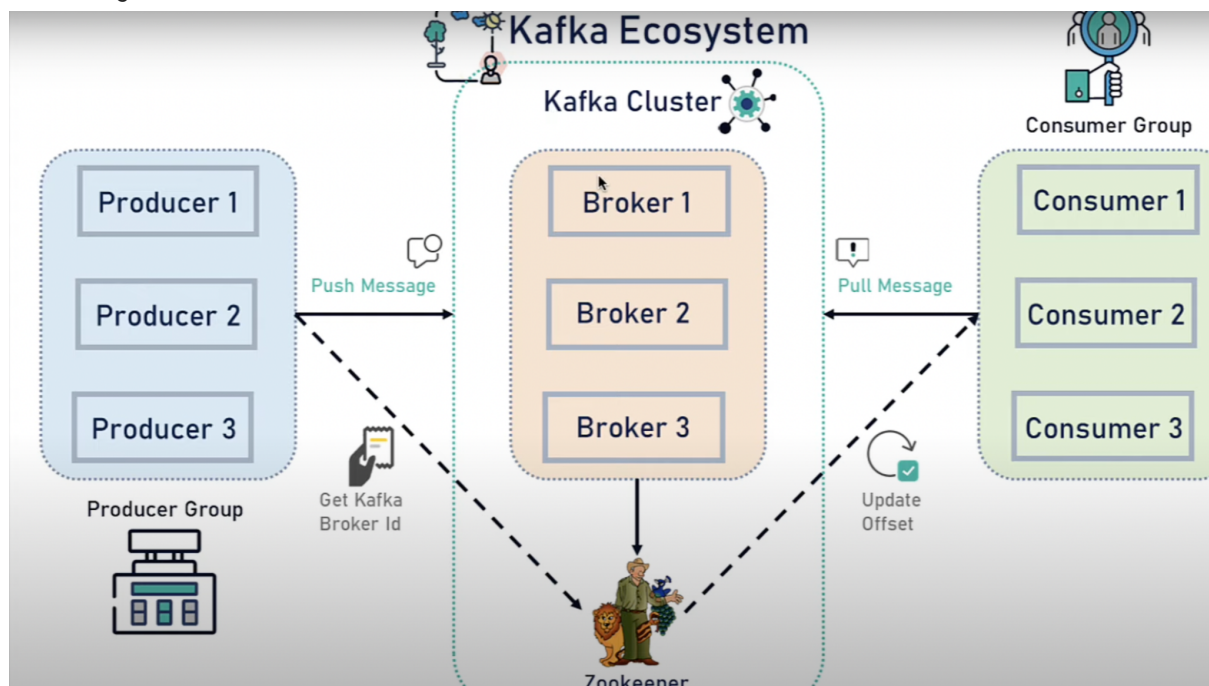 Kafka Ecosystem
Kafka Cluster
Consumer Group
Producer 1
Broker 1
Consumer 1
Push Message
Pull Message
Producer 2
Broker 2
Consumer 2
Producer 3
Broker 3
Consumer 3
Get Kafka
Broker Id
Update
Offset
Producer Group
Zookeeper